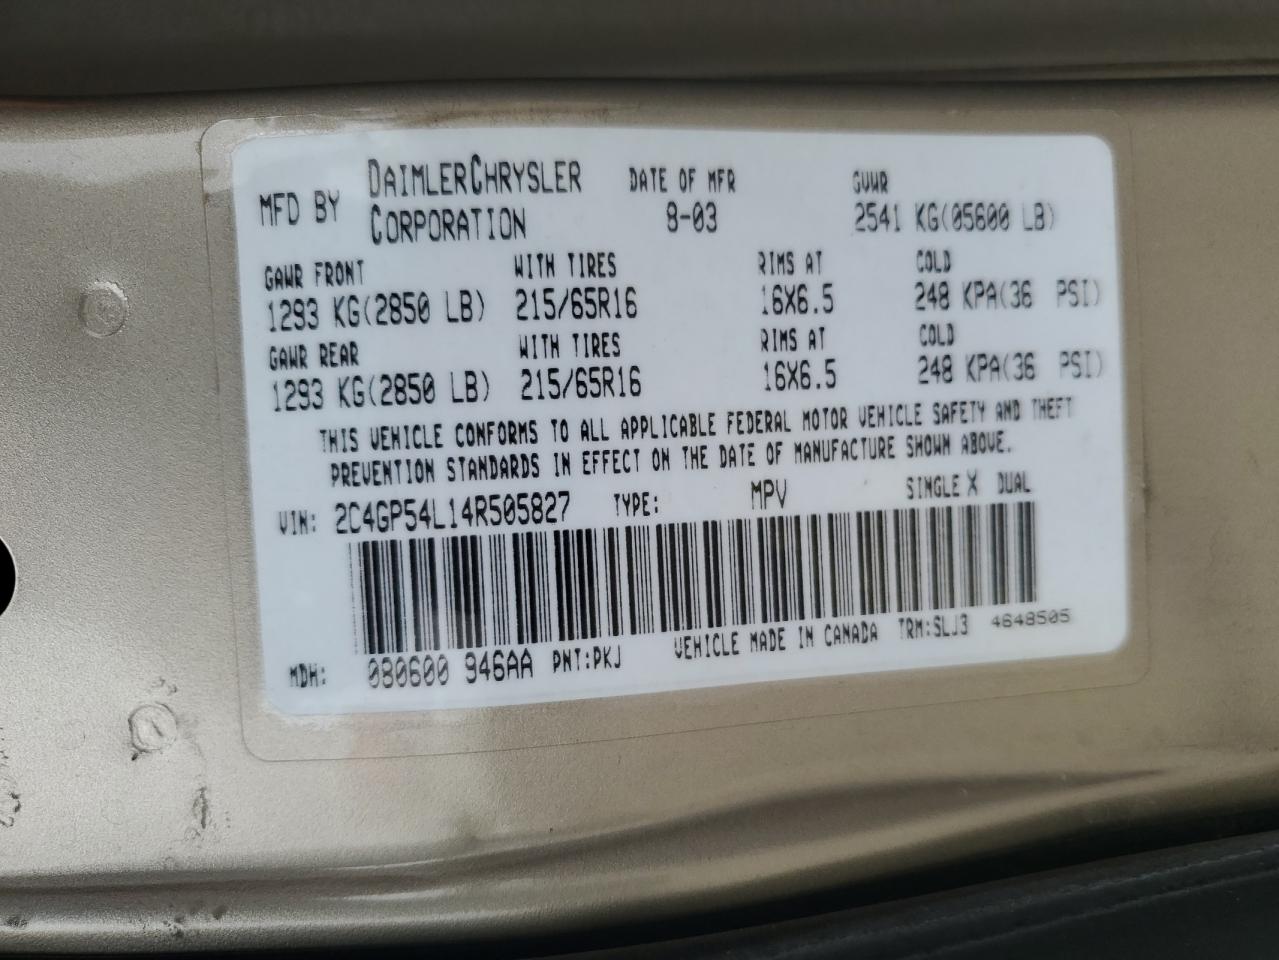 MFD BY DAIMLERCHRYSLER CORPORATION
DATE OF MFR
8-03
GVWR
2541 KG(05600 LB)
GAWR FRONT WITH TIRES RIMS AT COLD
1293 KG(2850 LB) 215/65R16 16X6.5 248 KPA(36 PSI)
GAWR REAR WITH TIRES RIMS AT COLD
1293 KG(2850 LB) 215/65R16 16X6.5 248 KPA(36 PSI)
THIS VEHICLE CONFORMS TO ALL APPLICABLE FEDERAL MOTOR VEHICLE SAFETY AND THEFT
PREVENTION STANDARDS IN EFFECT ON THE DATE OF MANUFACTURE SHOWN ABOVE.
VIN: 2C4GP54L14R505827 TYPE: MPV SINGLE X DUAL
MDH: 080600 946AA PNT:PKJ VEHICLE MADE IN CANADA TRM:SLJ3 4648505